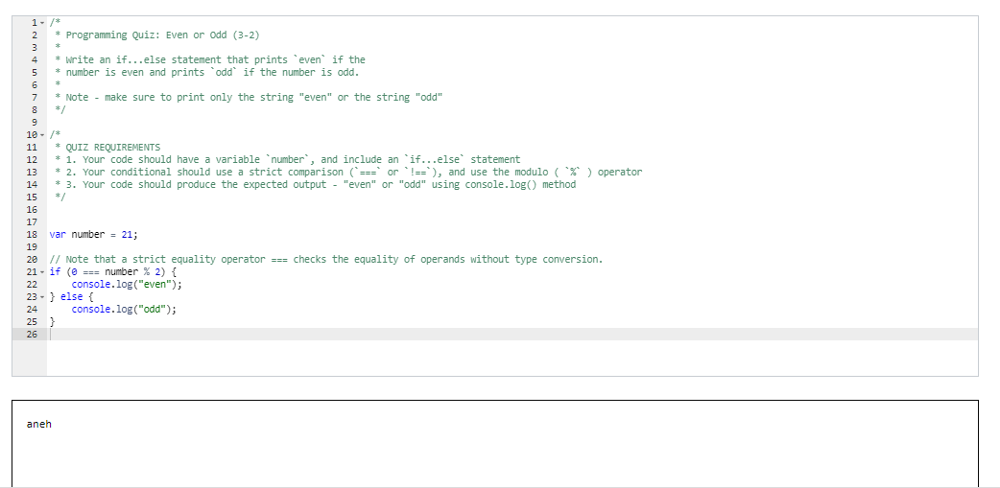 1 /*
2  * Programming Quiz: Even or Odd (3-2)
3  *
4  * Write an if...else statement that prints `even` if the
5  * number is even and prints `odd` if the number is odd.
6  *
7  * Note - make sure to print only the string "even" or the string "odd"
8  */
9
10 /*
11  * QUIZ REQUIREMENTS
12  * 1. Your code should have a variable `number`, and include an `if...else` statement
13  * 2. Your conditional should use a strict comparison (`===` or `!==`), and use the modulo ( `%` ) operator
14  * 3. Your code should produce the expected output - "even" or "odd" using console.log() method
15  */
16
17
18 var number = 21;
19
20 // Note that a strict equality operator === checks the equality of operands without type conversion.
21 if (0 === number % 2) {
22     console.log("even");
23 } else {
24     console.log("odd");
25 }
26
aneh